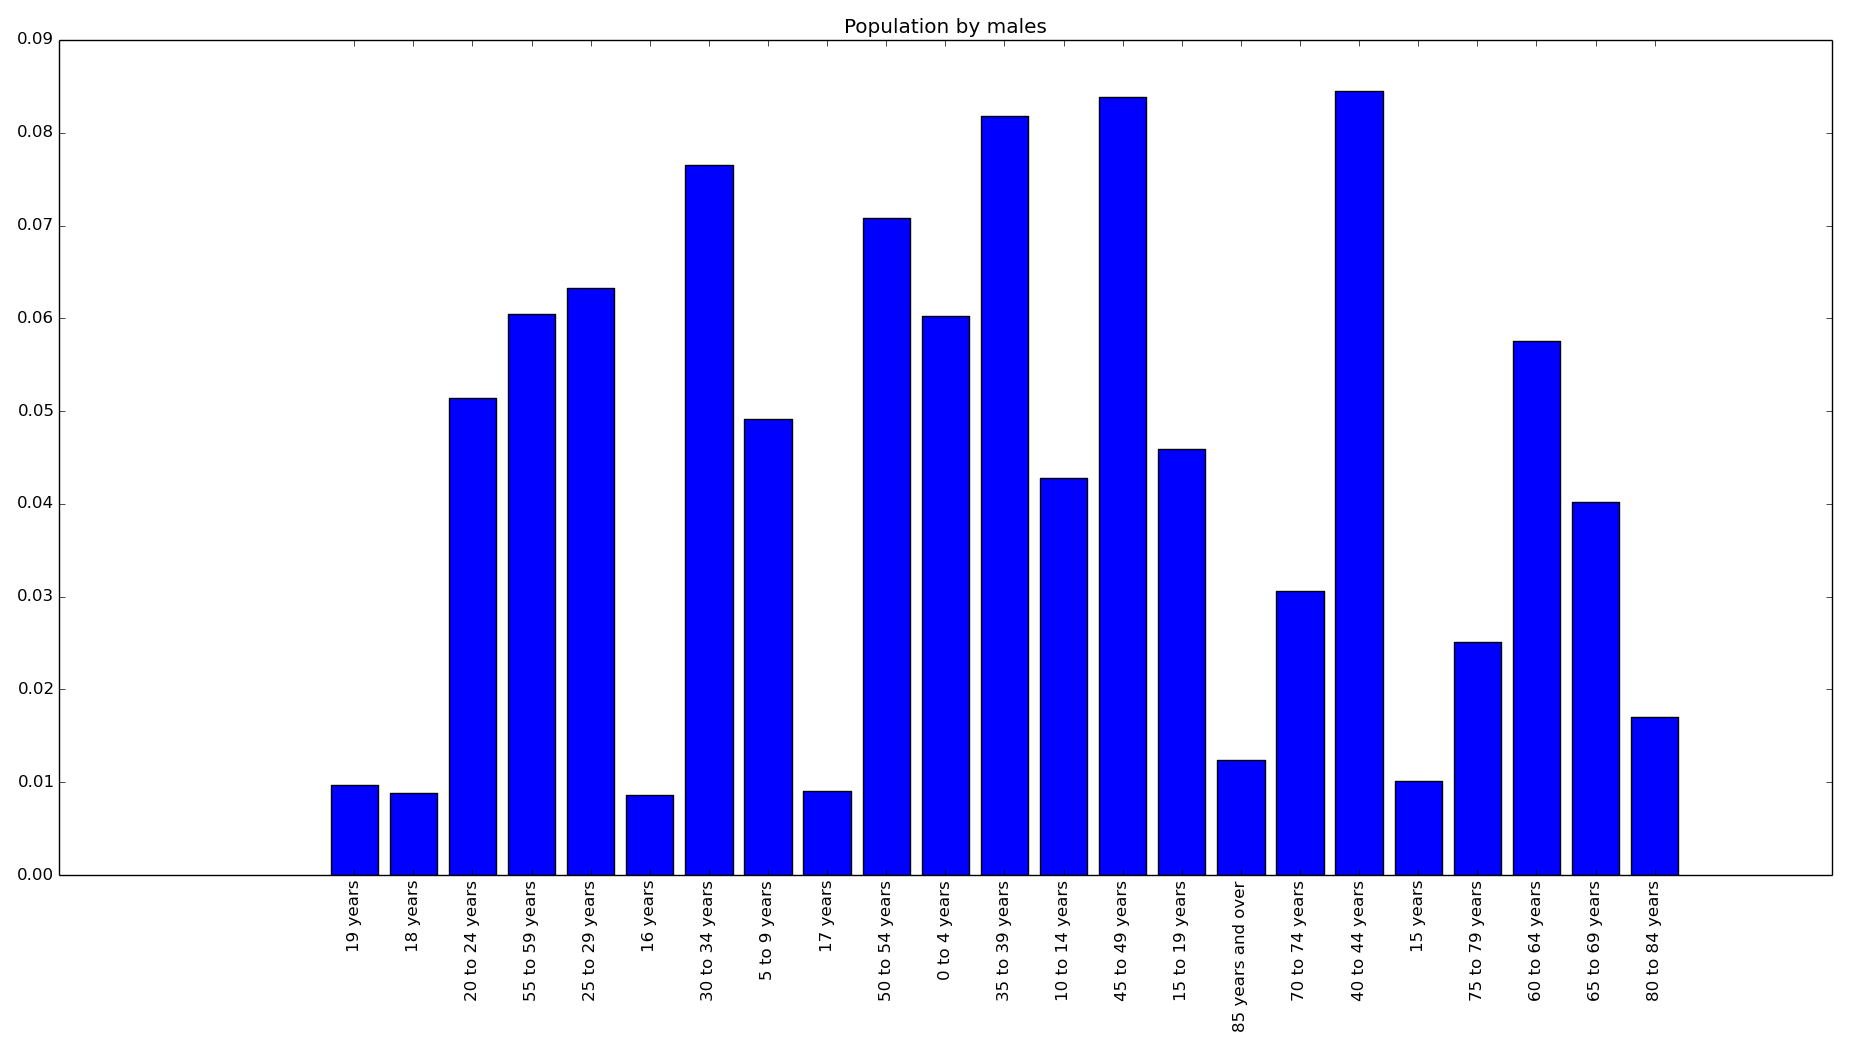 Population by males
0.09
0.08
0.07
0.06
0.05
0.04
0.03
0.02
0.01
0.00
19 years
18 years
20 to 24 years
55 to 59 years
25 to 29 years
16 years
30 to 34 years
5 to 9 years
17 years
50 to 54 years
0 to 4 years
35 to 39 years
10 to 14 years
45 to 49 years
15 to 19 years
85 years and over
70 to 74 years
40 to 44 years
15 years
75 to 79 years
60 to 64 years
65 to 69 years
80 to 84 years